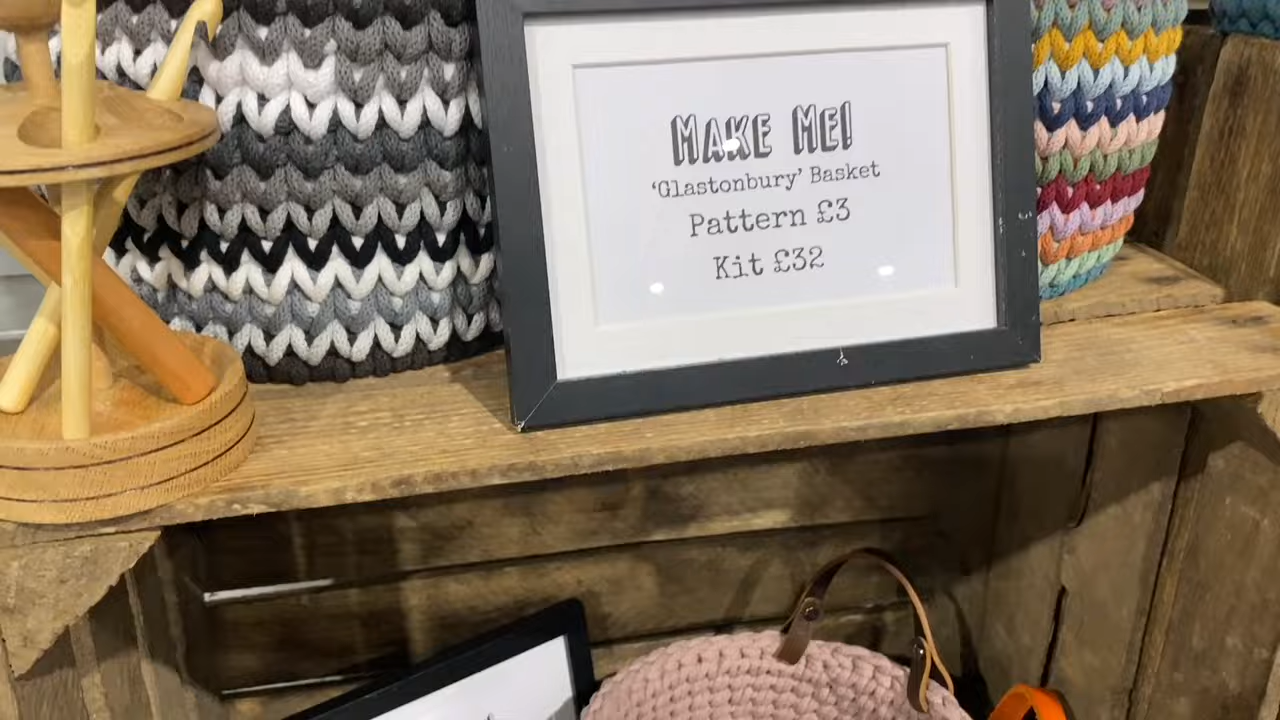 MAKE ME!
‘Glastonbury’ Basket
Pattern £3
Kit £32